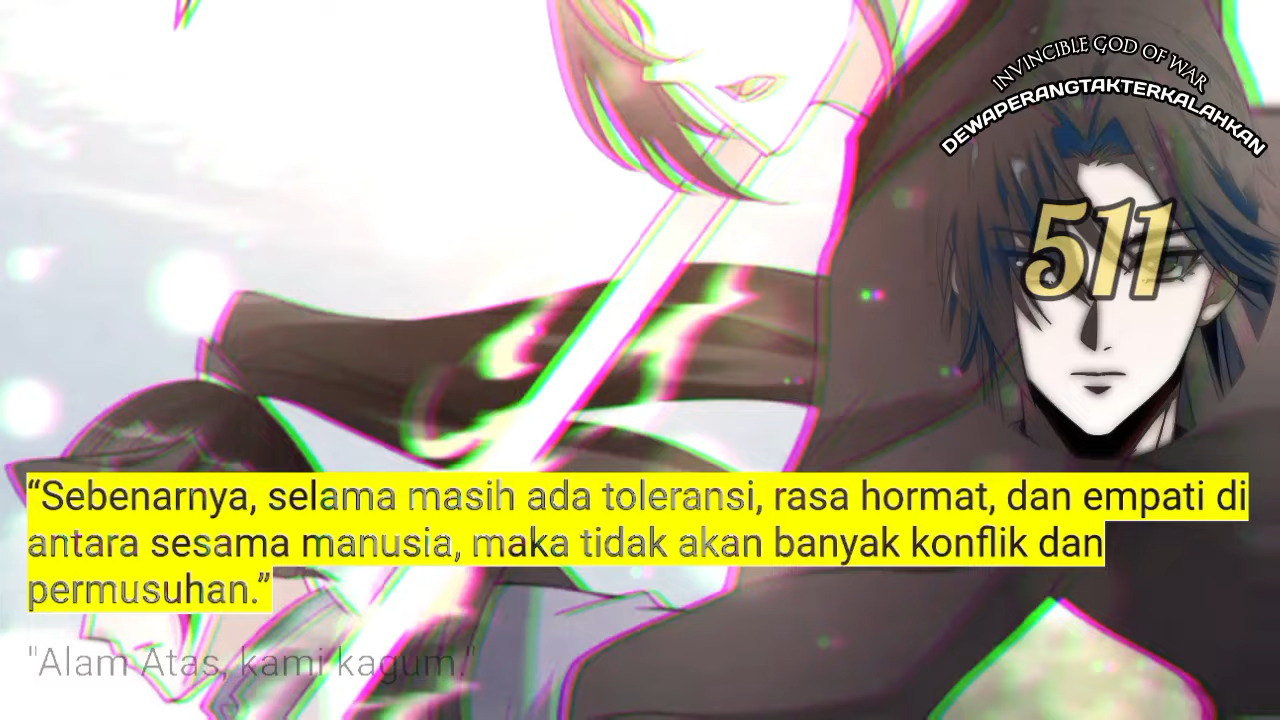 INVINCIBLE GOD OF WAR
DEWAPERANGTAKTERKALAHKAN
511
“Sebenarnya, selama masih ada toleransi, rasa hormat, dan empati di
antara sesama manusia, maka tidak akan banyak konflik dan
permusuhan.”
"Alam Atas, kami kagum."